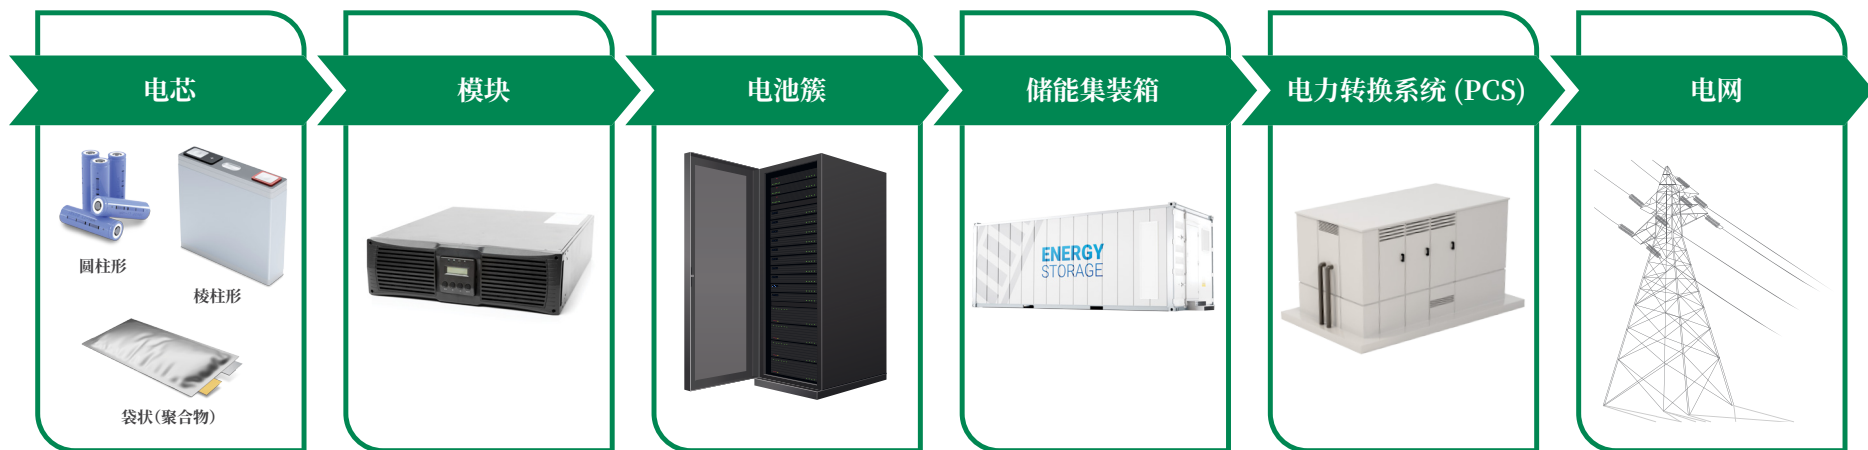 电芯
模块
电池簇
储能集装箱
电力转换系统 (PCS)
电网
圆柱形
棱柱形
袋状(聚合物)
ENERGY
STORAGE